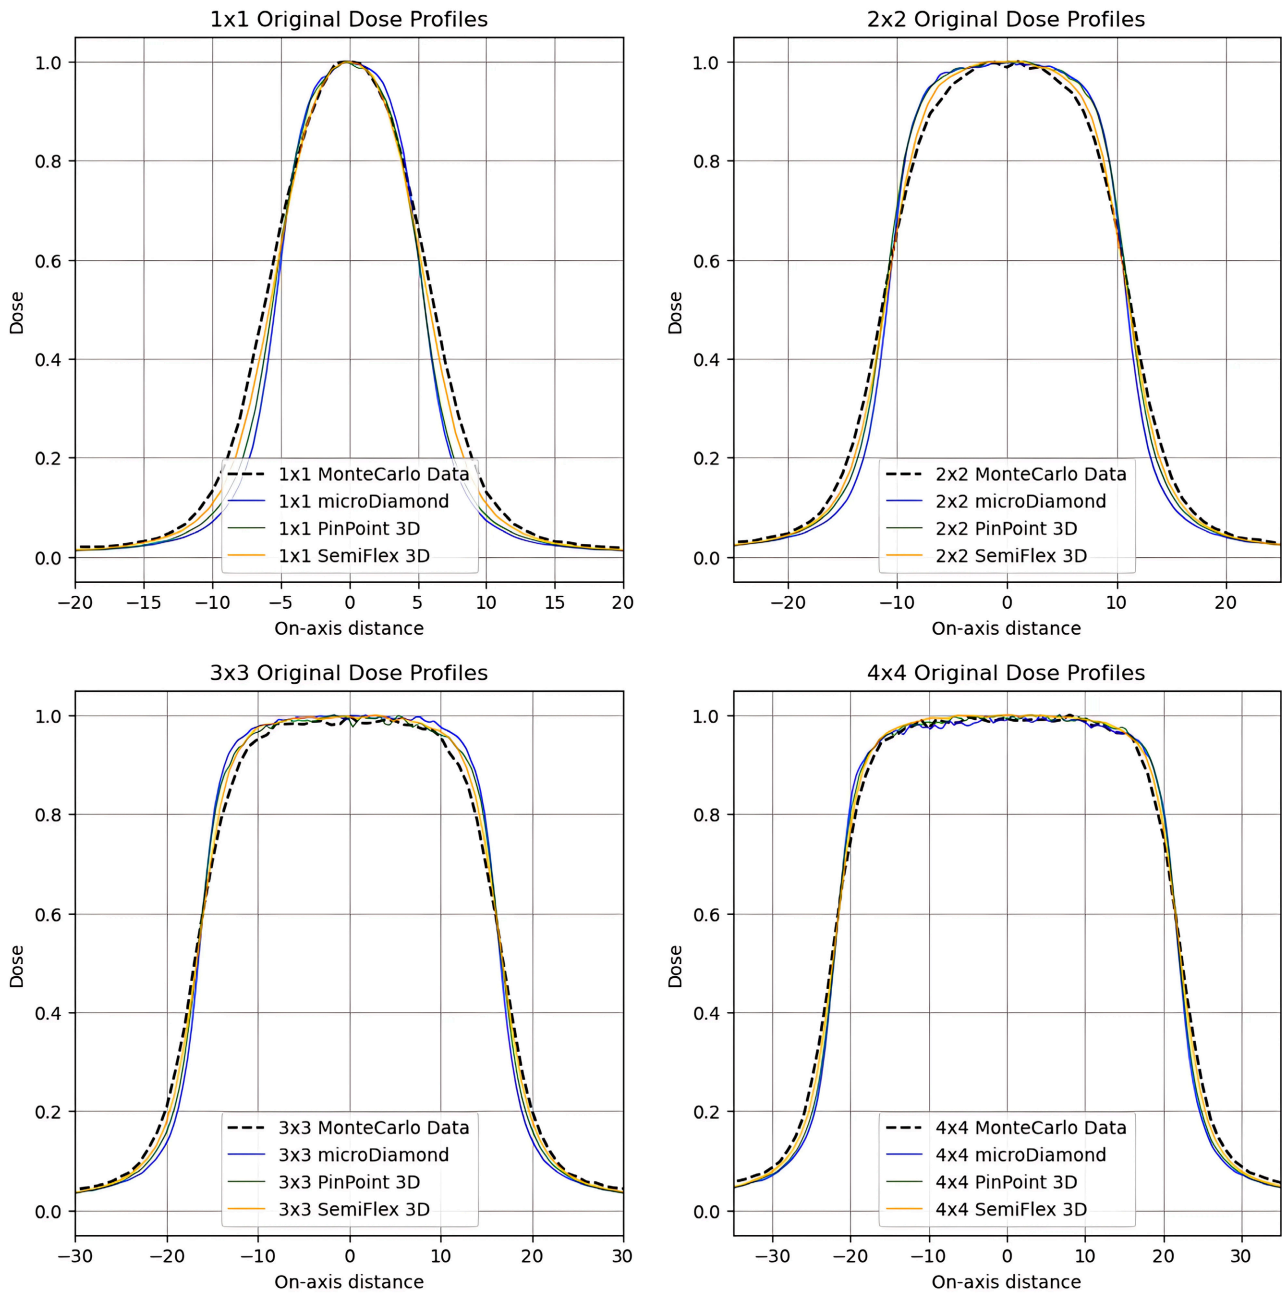 1x1 Original Dose Profiles
1.0
0.8
0.6
0.4
0.2
0.0
Dose
1x1 MonteCarlo Data
1x1 microDiamond
1x1 PinPoint 3D
1x1 SemiFlex 3D
−20 −15 −10 −5 0 5 10 15 20
On-axis distance
2x2 Original Dose Profiles
1.0
0.8
0.6
0.4
0.2
0.0
Dose
2x2 MonteCarlo Data
2x2 microDiamond
2x2 PinPoint 3D
2x2 SemiFlex 3D
−20 −10 0 10 20
On-axis distance
3x3 Original Dose Profiles
1.0
0.8
0.6
0.4
0.2
0.0
Dose
3x3 MonteCarlo Data
3x3 microDiamond
3x3 PinPoint 3D
3x3 SemiFlex 3D
−30 −20 −10 0 10 20 30
On-axis distance
4x4 Original Dose Profiles
1.0
0.8
0.6
0.4
0.2
0.0
Dose
4x4 MonteCarlo Data
4x4 microDiamond
4x4 PinPoint 3D
4x4 SemiFlex 3D
−30 −20 −10 0 10 20 30
On-axis distance